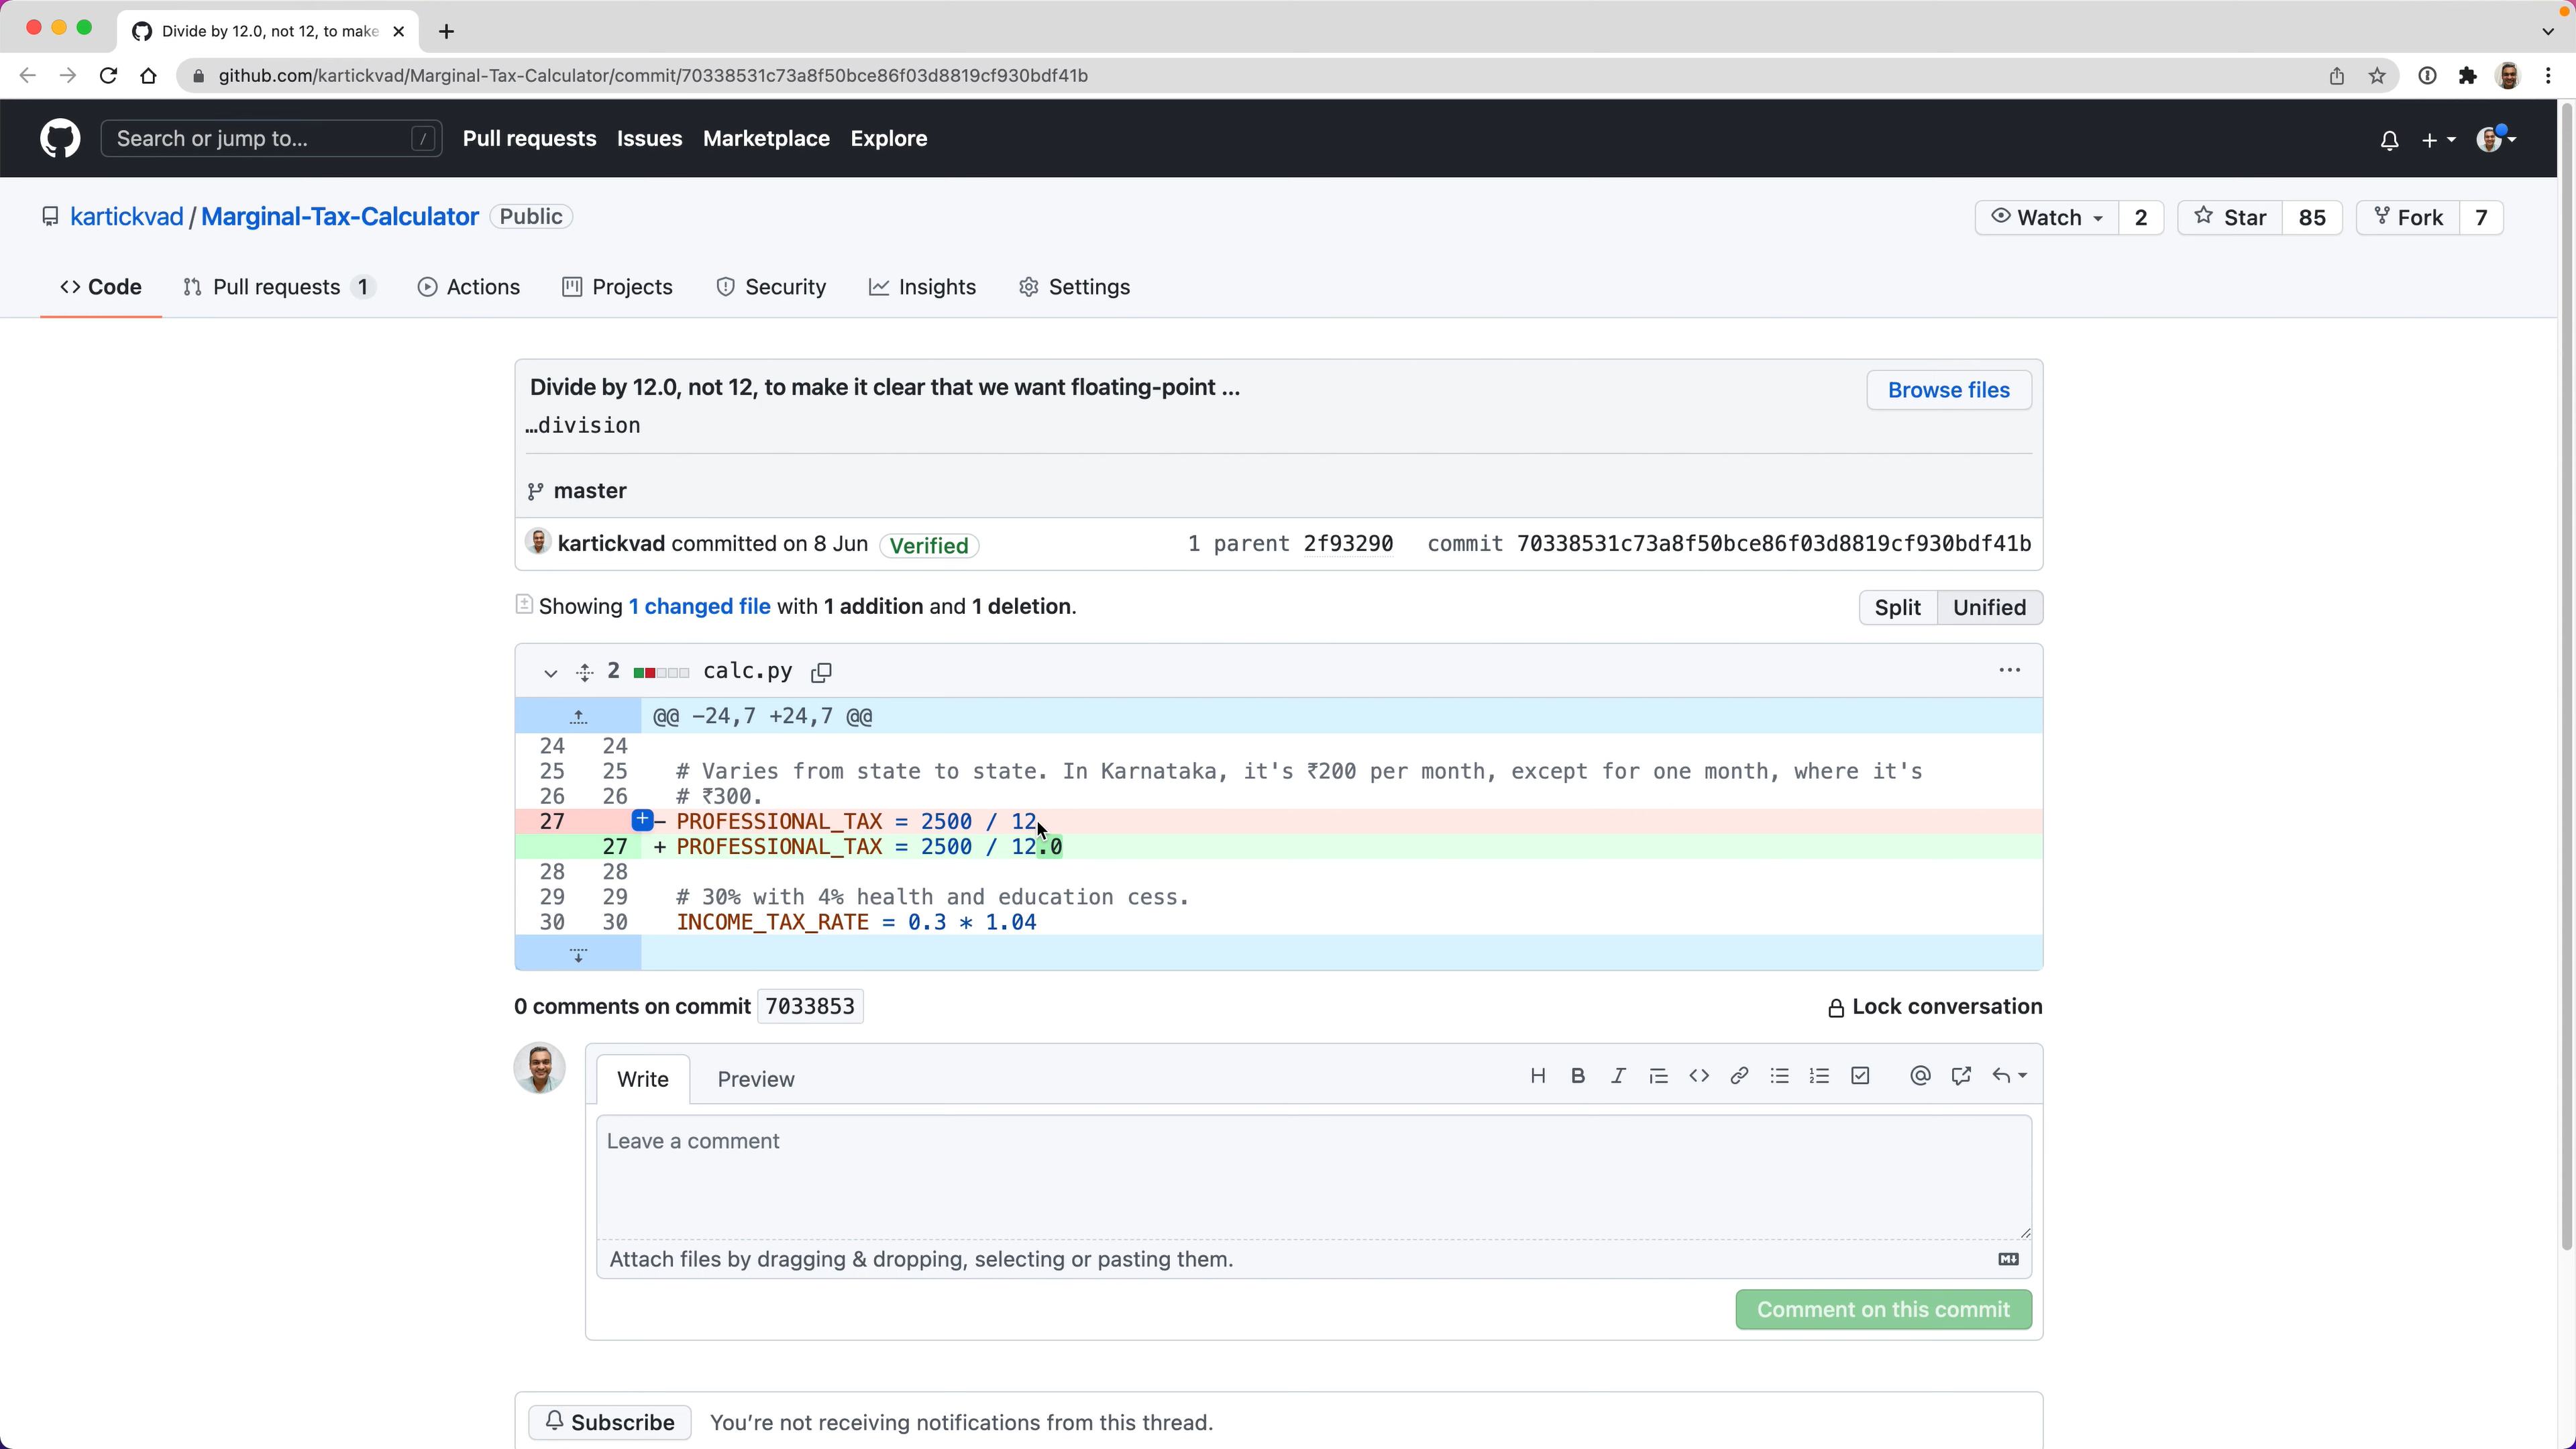 Divide by 12.0, not 12, to make
github.com/kartickvad/Marginal-Tax-Calculator/commit/70338531c73a8f50bce86f03d8819cf930bdf41b
Search or jump to... / Pull requests Issues Marketplace Explore
kartickvad / Marginal-Tax-Calculator Public Watch 2 Star 85 Fork 7
Code Pull requests 1 Actions Projects Security Insights Settings
Divide by 12.0, not 12, to make it clear that we want floating-point ... Browse files
…division
master
kartickvad committed on 8 Jun Verified 1 parent 2f93290 commit 70338531c73a8f50bce86f03d8819cf930bdf41b
Showing 1 changed file with 1 addition and 1 deletion. Split Unified
2 calc.py
@@ -24,7 +24,7 @@
24 24
25 25 # Varies from state to state. In Karnataka, it's ₹200 per month, except for one month, where it's
26 26 # ₹300.
27 - PROFESSIONAL_TAX = 2500 / 12
27 + PROFESSIONAL_TAX = 2500 / 12.0
28 28
29 29 # 30% with 4% health and education cess.
30 30 INCOME_TAX_RATE = 0.3 * 1.04
0 comments on commit 7033853 Lock conversation
Write Preview
Leave a comment
Attach files by dragging & dropping, selecting or pasting them.
Comment on this commit
Subscribe You’re not receiving notifications from this thread.